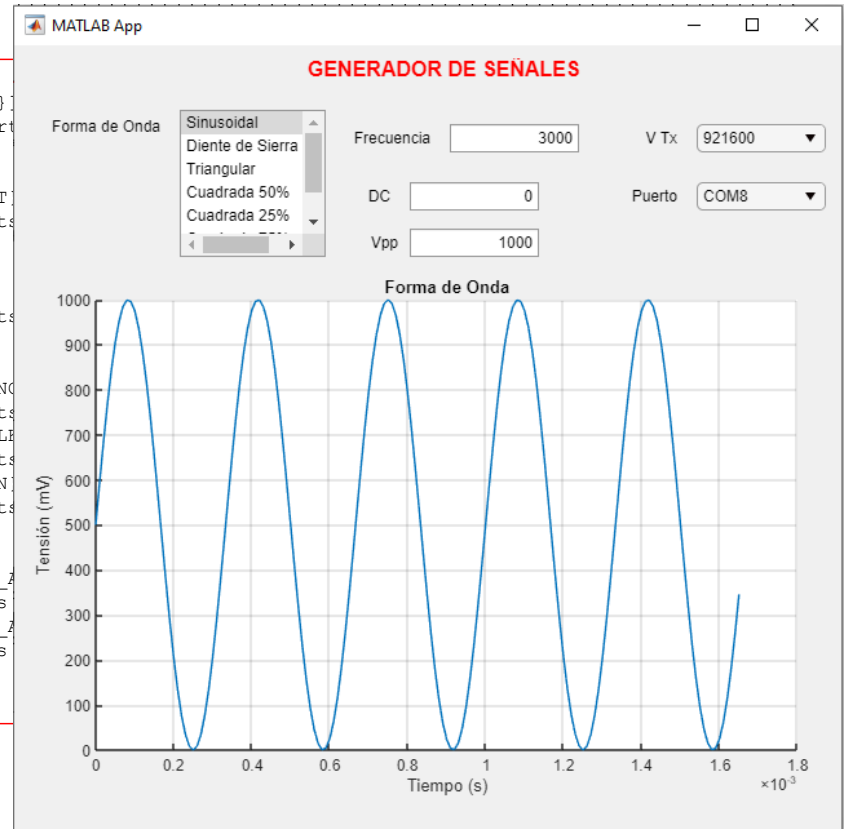 MATLAB App
GENERADOR DE SEÑALES
Forma de Onda
Sinusoidal
Diente de Sierra
Triangular
Cuadrada 50%
Cuadrada 25%
Frecuencia 3000
DC 0
Vpp 1000
V Tx 921600
Puerto COM8
Forma de Onda
1000
900
800
700
600
500
400
300
200
100
0
Tensión (mV)
0 0.2 0.4 0.6 0.8 1 1.2 1.4 1.6 1.8
×10-3
Tiempo (s)